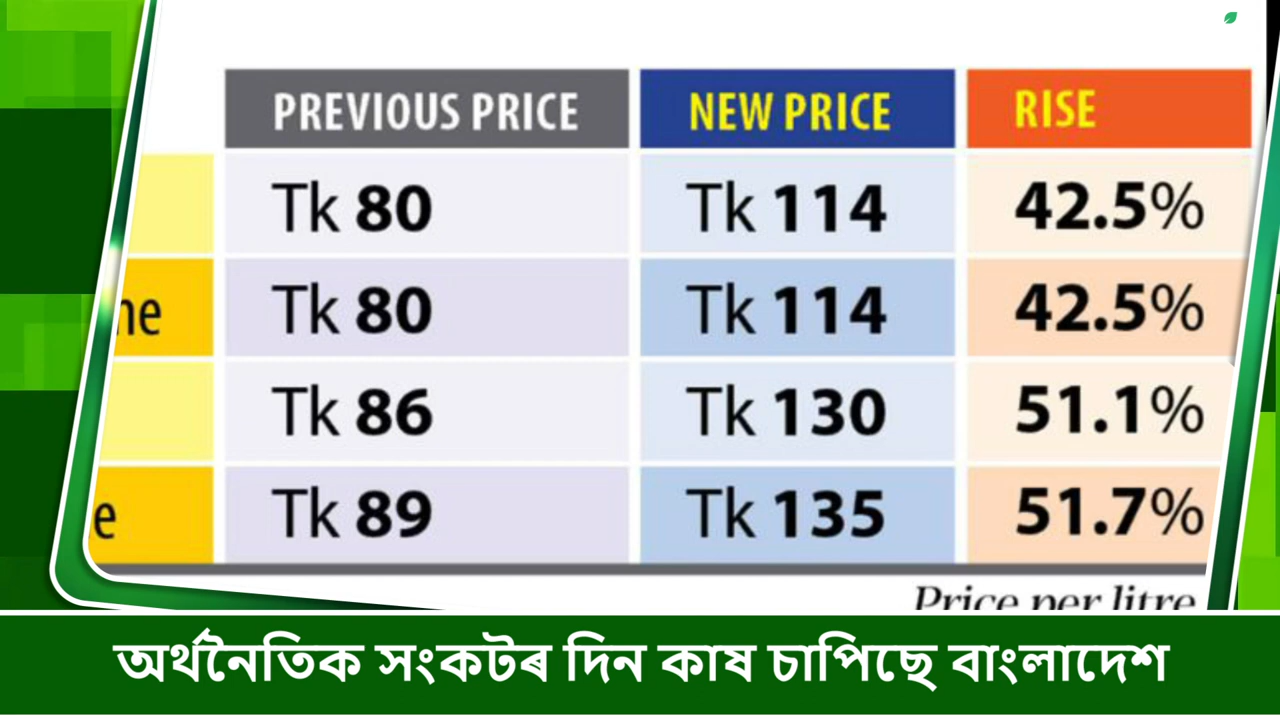 PREVIOUS PRICE NEW PRICE RISE
Tk 80 Tk 114 42.5%
Tk 80 Tk 114 42.5%
Tk 86 Tk 130 51.1%
Tk 89 Tk 135 51.7%
Price per litre
অৰ্থনৈতিক সংকটৰ দিন কাষ চাপিছে বাংলাদেশ